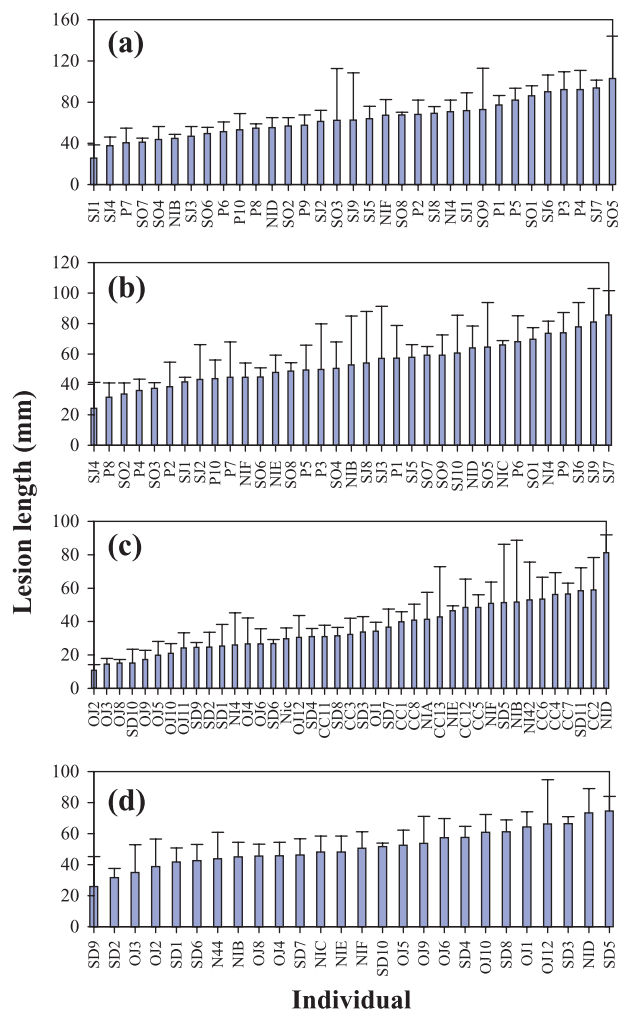 Lesion length (mm)
(a)
160
120
80
40
0
SJ1 SJ4 P7 SO7 SO4 NIB SJ3 SO6 P6 P10 P8 NID SO2 P9 SJ2 SO3 SJ9 SJ5 NIF SO8 P2 SJ8 NI4 SJ1 SO9 P1 P5 SO1 SJ6 P3 P4 SJ7 SO5
(b)
120
100
80
60
40
20
0
SJ4 P8 SO2 P4 SO3 P2 SJ1 SJ2 P10 P7 NIF SO6 NIE SO8 P5 P3 SO4 NIB SJ8 SJ3 P1 SJ5 SO7 SO9 SJ10 NID SO5 NIC P6 SO1 NI4 P9 SJ6 SJ9 SJ7
(c)
100
80
60
40
20
0
OJ2 OJ3 OJ8 SD10 OJ9 OJ5 OJ10 OJ11 SD9 SD2 SD1 NI4 OJ4 OJ6 SD6 Nic OJ12 SD4 CC11 SD8 CC3 SD3 OJ1 SD7 CC1 CC8 NIA CC13 NIE CC12 CC5 NIF SD5 NIB NI42 CC6 CC4 CC7 SD11 CC2 NID
(d)
100
80
60
40
20
0
SD9 SD2 OJ3 OJ2 SD1 SD6 N44 NIB OJ8 OJ4 SD7 NIC NIE NIF SD10 OJ5 OJ9 OJ6 SD4 OJ10 SD8 OJ1 OJ12 SD3 NID SD5
Individual